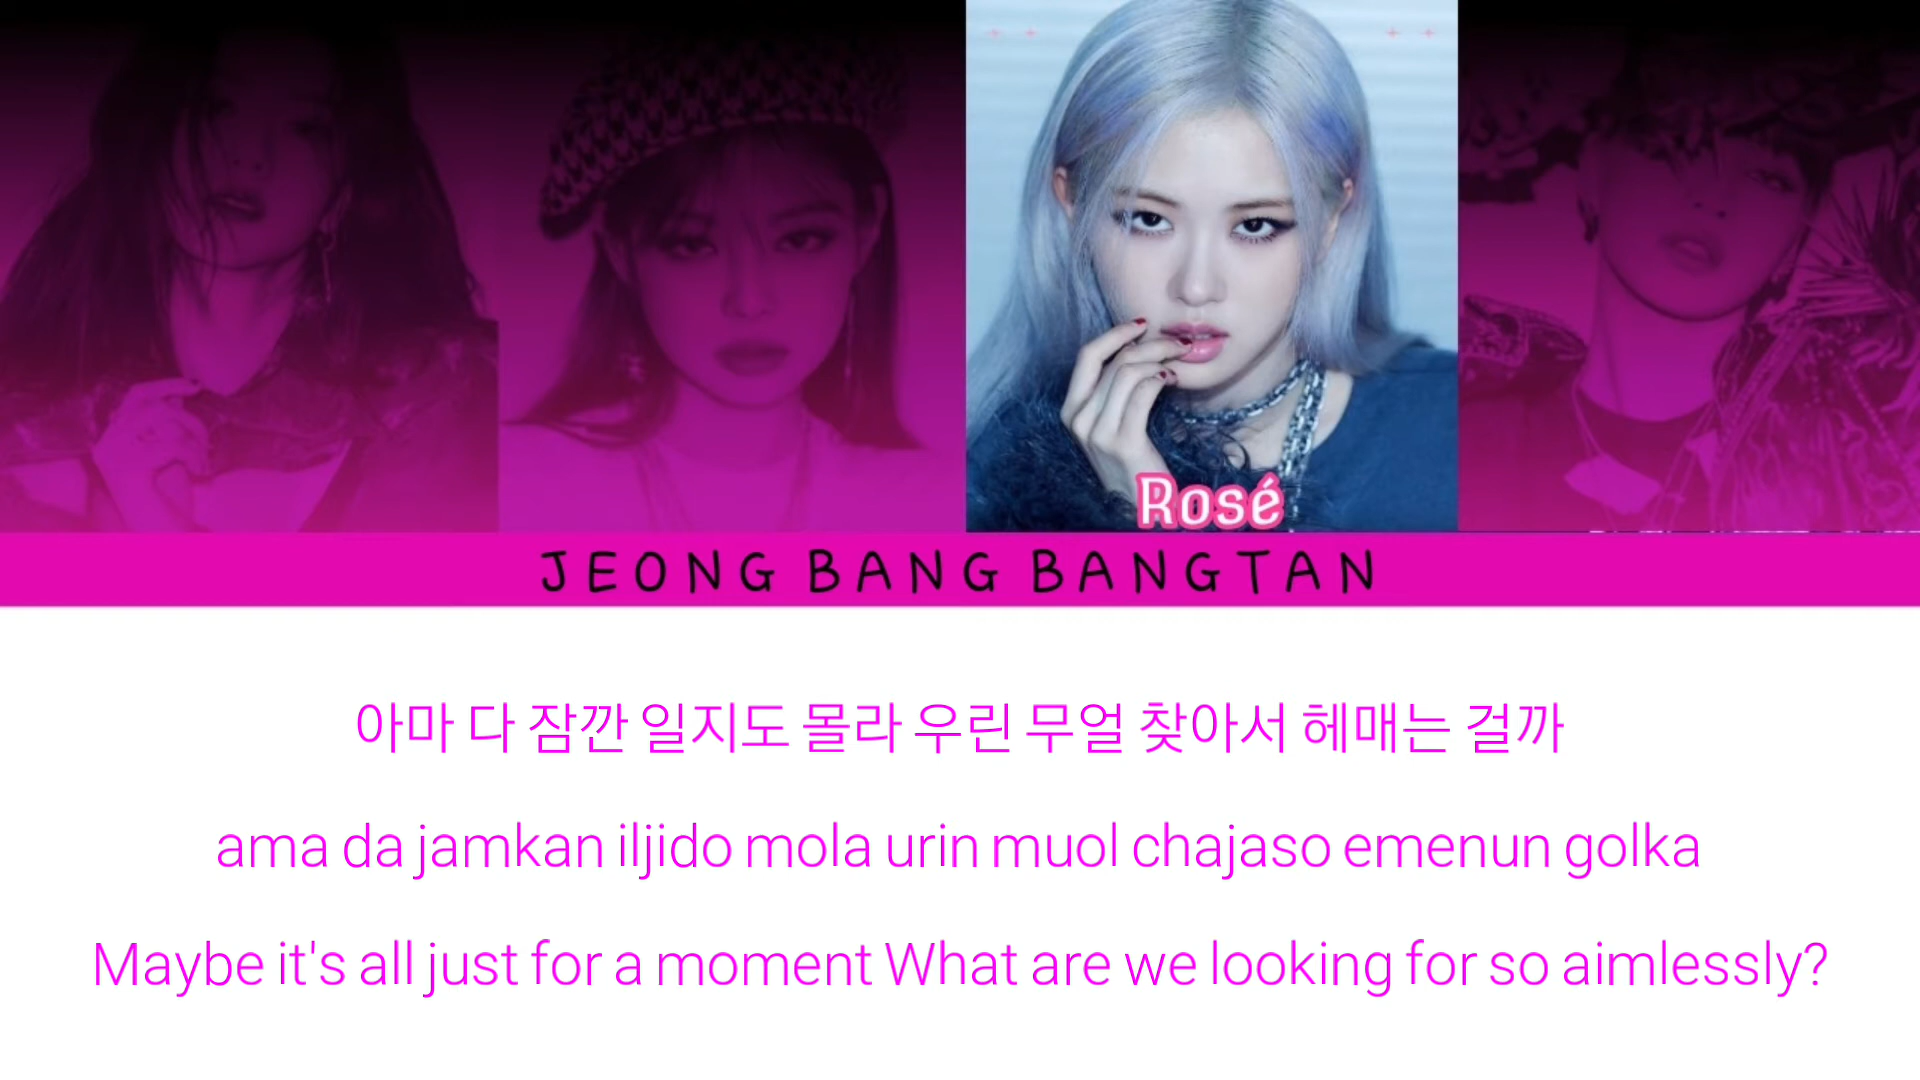 Rosé
JEONG BANG BANGTAN
아마 다 잠깐 일지도 몰라 우린 무얼 찾아서 헤매는 걸까
ama da jamkan iljido mola urin muol chajaso emenun golka
Maybe it's all just for a moment What are we looking for so aimlessly?